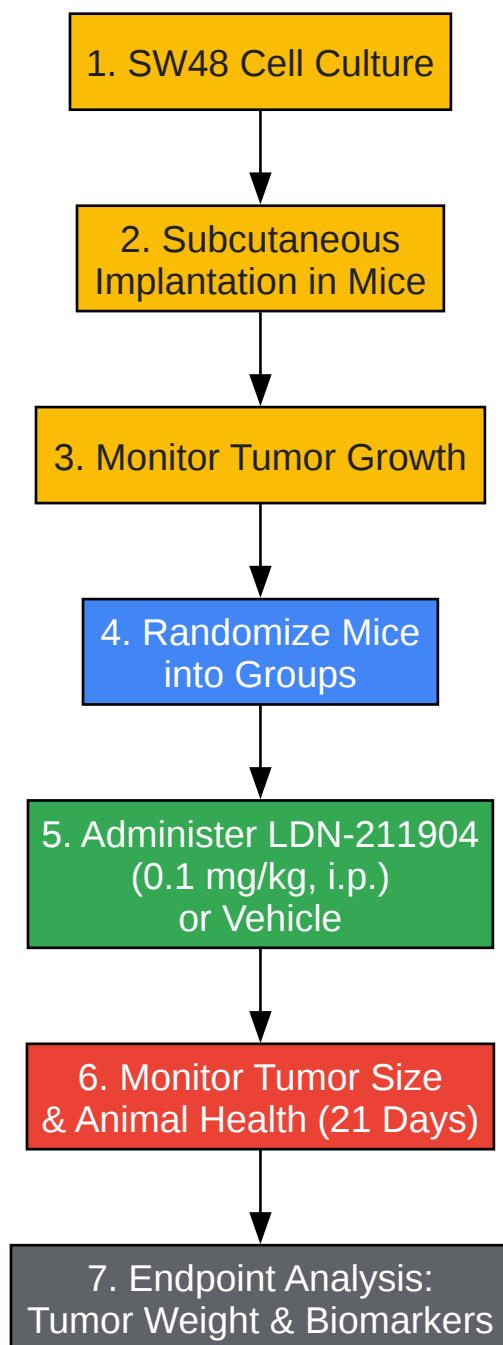 1. SW48 Cell Culture
2. Subcutaneous
Implantation in Mice
3. Monitor Tumor Growth
4. Randomize Mice
into Groups
5. Administer LDN-211904
(0.1 mg/kg, i.p.)
or Vehicle
6. Monitor Tumor Size
& Animal Health (21 Days)
7. Endpoint Analysis:
Tumor Weight & Biomarkers